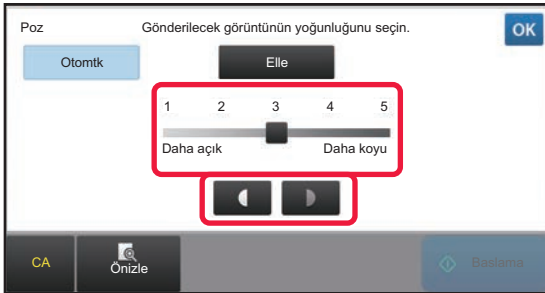 Poz
Gönderilecek görüntünün yoğunluğunu seçin.
OK
Otomtk
Elle
1 2 3 4 5
Daha açık
Daha koyu
CA
Önizle
Baslama